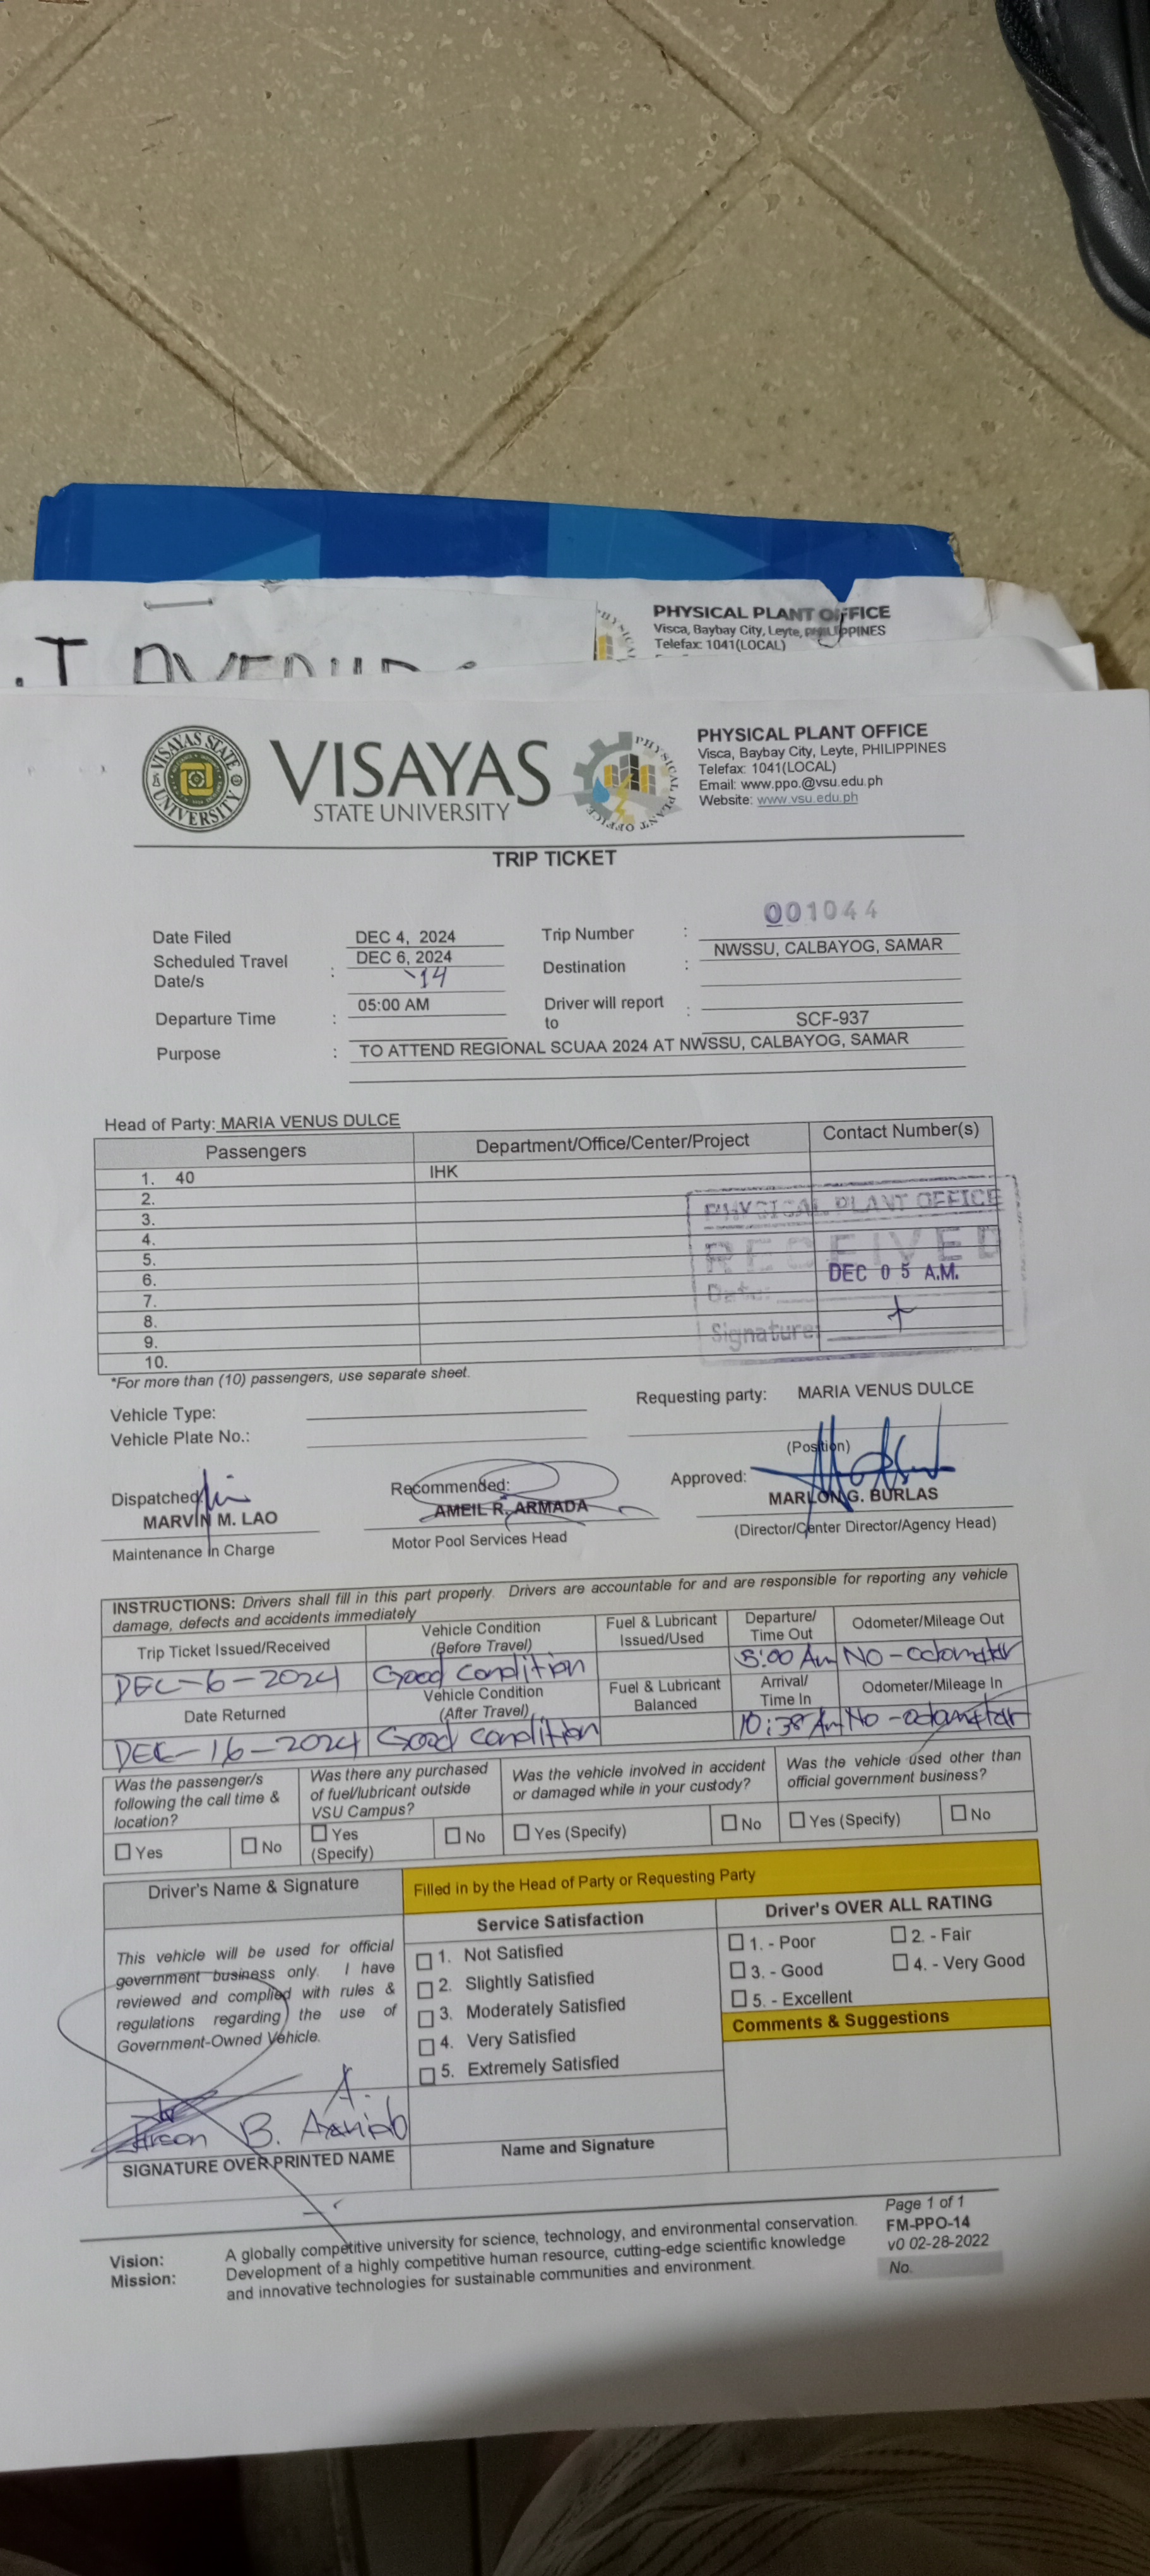 PHYSICAL PLANT OFFICE
Visca, Baybay City, Leyte, PHILIPPINES
Telefax: 1041(LOCAL)
VISAYAS STATE UNIVERSITY
VISAYAS
STATE UNIVERSITY
PHYSICAL PLANT OFFICE
PHYSICAL PLANT OFFICE
Visca, Baybay City, Leyte, PHILIPPINES
Telefax: 1041(LOCAL)
Email: www.ppo.@vsu.edu.ph
Website: www.vsu.edu.ph
TRIP TICKET
Date Filed DEC 4, 2024 Trip Number : 001044
Scheduled Travel Date/s : DEC 6, 2024 -14 Destination : NWSSU, CALBAYOG, SAMAR
Departure Time : 05:00 AM Driver will report to : SCF-937
Purpose : TO ATTEND REGIONAL SCUAA 2024 AT NWSSU, CALBAYOG, SAMAR
Head of Party: MARIA VENUS DULCE
Passengers Department/Office/Center/Project Contact Number(s)
1. 40 IHK
2.
3.
4.
5.
6.
7.
8.
9.
10.
PHYSICAL PLANT OFFICE
RECEIVED
Date: DEC 05 A.M.
Signature:
*For more than (10) passengers, use separate sheet.
Vehicle Type:
Vehicle Plate No.:
Requesting party: MARIA VENUS DULCE
(Position)
Dispatched
MARVIN M. LAO
Maintenance In Charge
Recommended:
AMEIL R. ARMADA
Motor Pool Services Head
Approved:
MARLON G. BURLAS
(Director/Center Director/Agency Head)
INSTRUCTIONS: Drivers shall fill in this part properly. Drivers are accountable for and are responsible for reporting any vehicle
damage, defects and accidents immediately
Trip Ticket Issued/Received Vehicle Condition (Before Travel) Fuel & Lubricant Issued/Used Departure/ Time Out Odometer/Mileage Out
DEC-6-2024 Good condition 5:00 Am NO-odometer
Date Returned Vehicle Condition (After Travel) Fuel & Lubricant Balanced Arrival/ Time In Odometer/Mileage In
DEC-16-2024 Good condition 10:38 Am No-odometer
Was the passenger/s following the call time & location?
Yes No
Was there any purchased of fuel/lubricant outside VSU Campus?
Yes (Specify) No
Was the vehicle involved in accident or damaged while in your custody?
Yes (Specify) No
Was the vehicle used other than official government business?
Yes (Specify) No
Driver's Name & Signature
This vehicle will be used for official
government business only. I have
reviewed and complied with rules &
regulations regarding the use of
Government-Owned Vehicle.
B.
SIGNATURE OVER PRINTED NAME
Filled in by the Head of Party or Requesting Party
Service Satisfaction
1. Not Satisfied
2. Slightly Satisfied
3. Moderately Satisfied
4. Very Satisfied
5. Extremely Satisfied
Name and Signature
Driver's OVER ALL RATING
1. - Poor 2. - Fair
3. - Good 4. - Very Good
5. - Excellent
Comments & Suggestions
Vision: A globally competitive university for science, technology, and environmental conservation.
Mission: Development of a highly competitive human resource, cutting-edge scientific knowledge
and innovative technologies for sustainable communities and environment.
Page 1 of 1
FM-PPO-14
v0 02-28-2022
No.